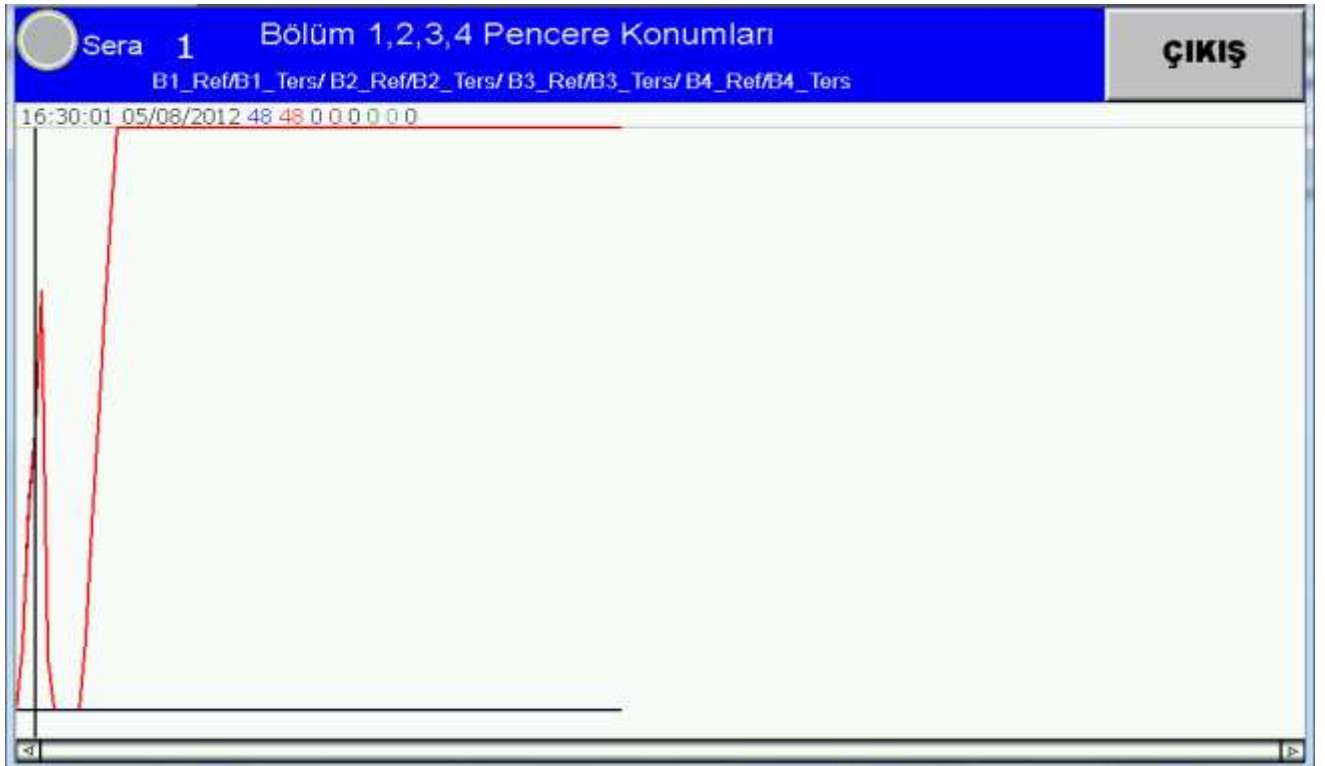 Sera 1 Bölüm 1,2,3,4 Pencere Konumları
B1_Ref/B1_Ters/ B2_Ref/B2_Ters/ B3_Ref/B3_Ters/ B4_Ref/B4_Ters
ÇIKIŞ
16:30:01 05/08/2012 48 48 0 0 0 0 0 0